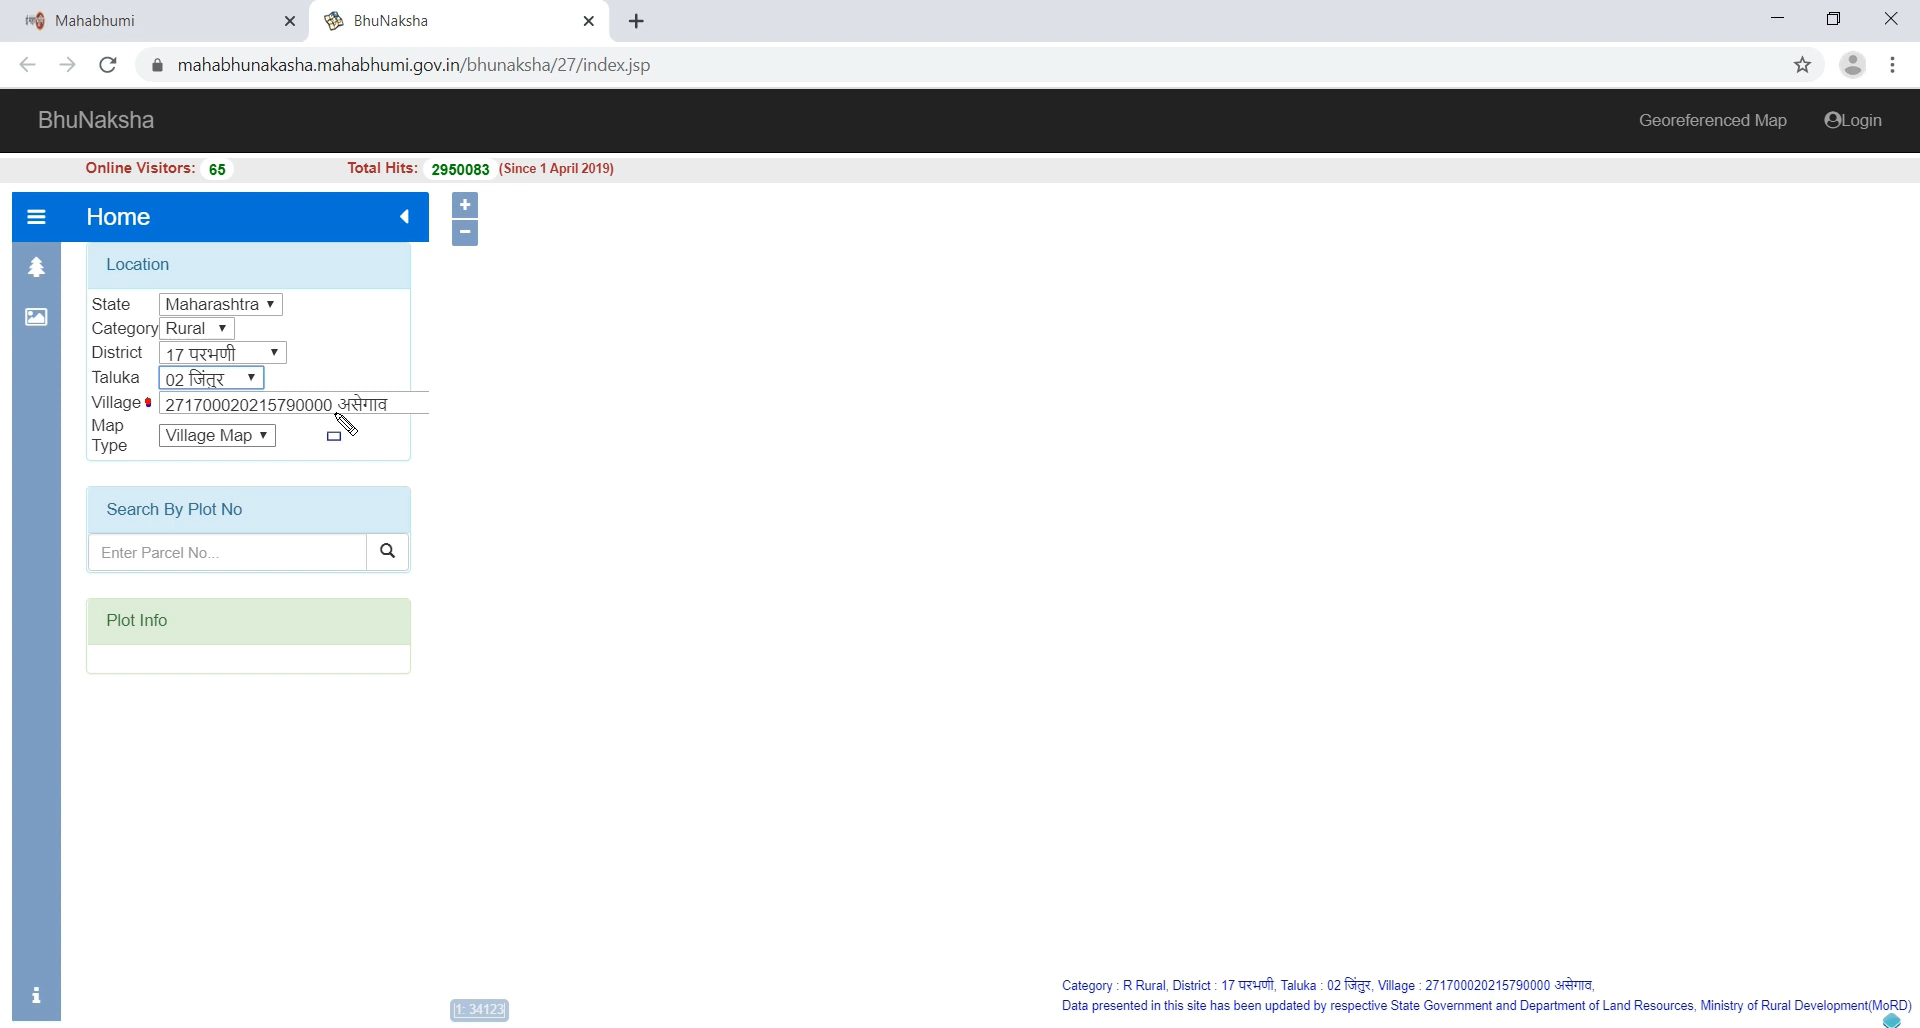 Mahabhumi
BhuNaksha
mahabhunakasha.mahabhumi.gov.in/bhunaksha/27/index.jsp
BhuNaksha
Georeferenced Map
Login
Online Visitors: 65
Total Hits: 2950083 (Since 1 April 2019)
Home
+
−
Location
State Maharashtra
Category Rural
District 17 परभणी
Taluka 02 जिंतुर
Village 271700020215790000 असेगाव
Map Type Village Map
Search By Plot No
Enter Parcel No...
Plot Info
1: 34123
Category : R Rural, District : 17 परभणी, Taluka : 02 जिंतुर, Village : 271700020215790000 असेगाव,
Data presented in this site has been updated by respective State Government and Department of Land Resources, Ministry of Rural Development(MoRD)